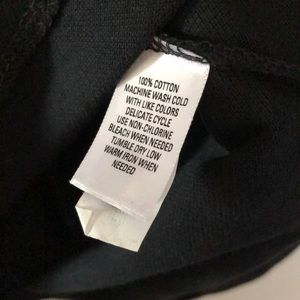 100% COTTON
MACHINE WASH COLD
WITH LIKE COLORS
DELICATE CYCLE
USE NON-CHLORINE
BLEACH WHEN NEEDED
TUMBLE DRY LOW
WARM IRON WHEN
NEEDED